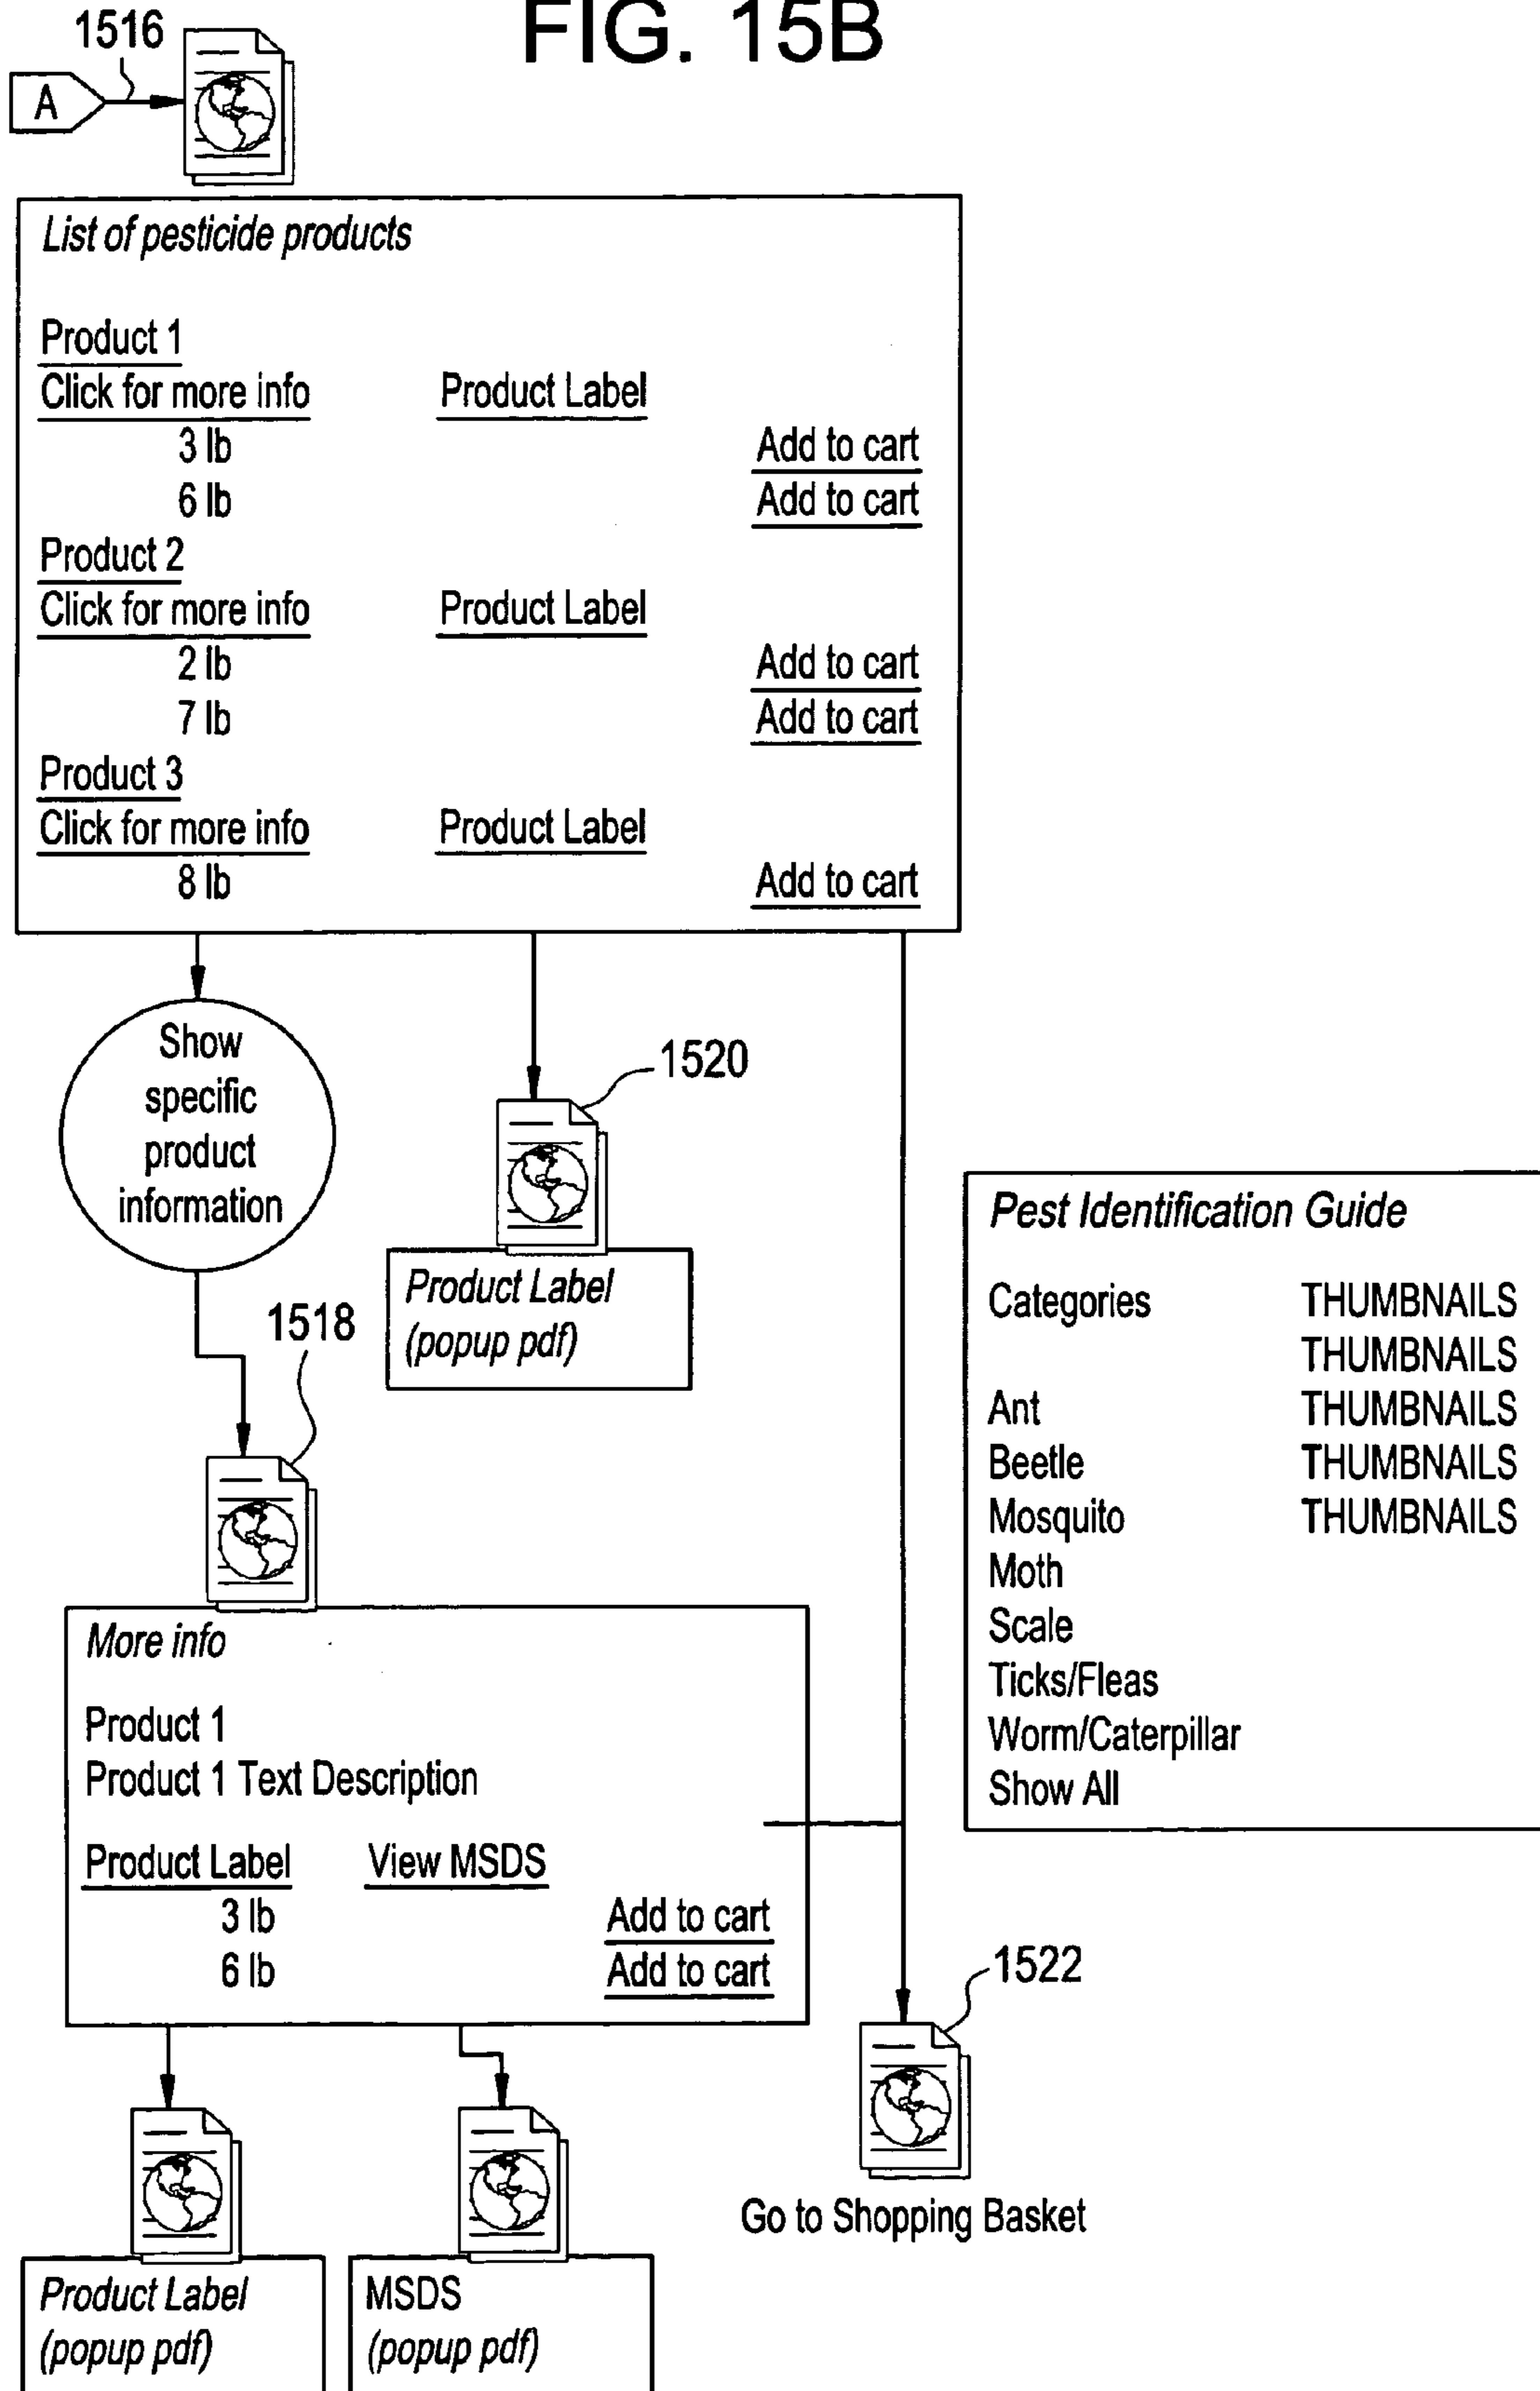 FIG. 15B
1516
A
List of pesticide products
Product 1
Click for more info Product Label
3 lb Add to cart
6 lb Add to cart
Product 2
Click for more info Product Label
2 lb Add to cart
7 lb Add to cart
Product 3
Click for more info Product Label
8 lb Add to cart
Show
specific
product
information
1520
Product Label
(popup pdf)
1518
Pest Identification Guide
Categories THUMBNAILS
THUMBNAILS
Ant THUMBNAILS
Beetle THUMBNAILS
Mosquito THUMBNAILS
Moth
Scale
Ticks/Fleas
Worm/Caterpillar
Show All
More info
Product 1
Product 1 Text Description
Product Label View MSDS
3 lb Add to cart
6 lb Add to cart
1522
Go to Shopping Basket
Product Label
(popup pdf)
MSDS
(popup pdf)